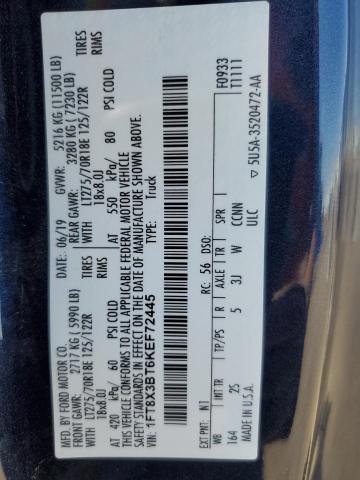 MFD. BY FORD MOTOR CO.
DATE: 06/19 GVWR: 5216 KG (11500 LB)
FRONT GAWR: 2717 KG (5990 LB) REAR GAWR: 3280 KG (7230 LB)
WITH LT275/70R18E 125/122R TIRES WITH LT275/70R18E 125/122R TIRES
18x8.0J RIMS 18x8.0J RIMS
AT 420 kPa/ 60 PSI COLD AT 550 kPa/ 80 PSI COLD
THIS VEHICLE CONFORMS TO ALL APPLICABLE FEDERAL MOTOR VEHICLE
SAFETY AND BUMPER STANDARDS IN EFFECT ON THE DATE OF MANUFACTURE SHOWN ABOVE.
VIN: 1FT8X3BT6KEF72445 TYPE: Truck
F0933
T1111
EXT PNT: N1 RC: 56 DSO:
WB INT TR TP/PS R AXLE TR SPR
164 2S 5 3J W CCNN
ULC
MADE IN U.S.A. ▽ 5U5A-3520472-AA